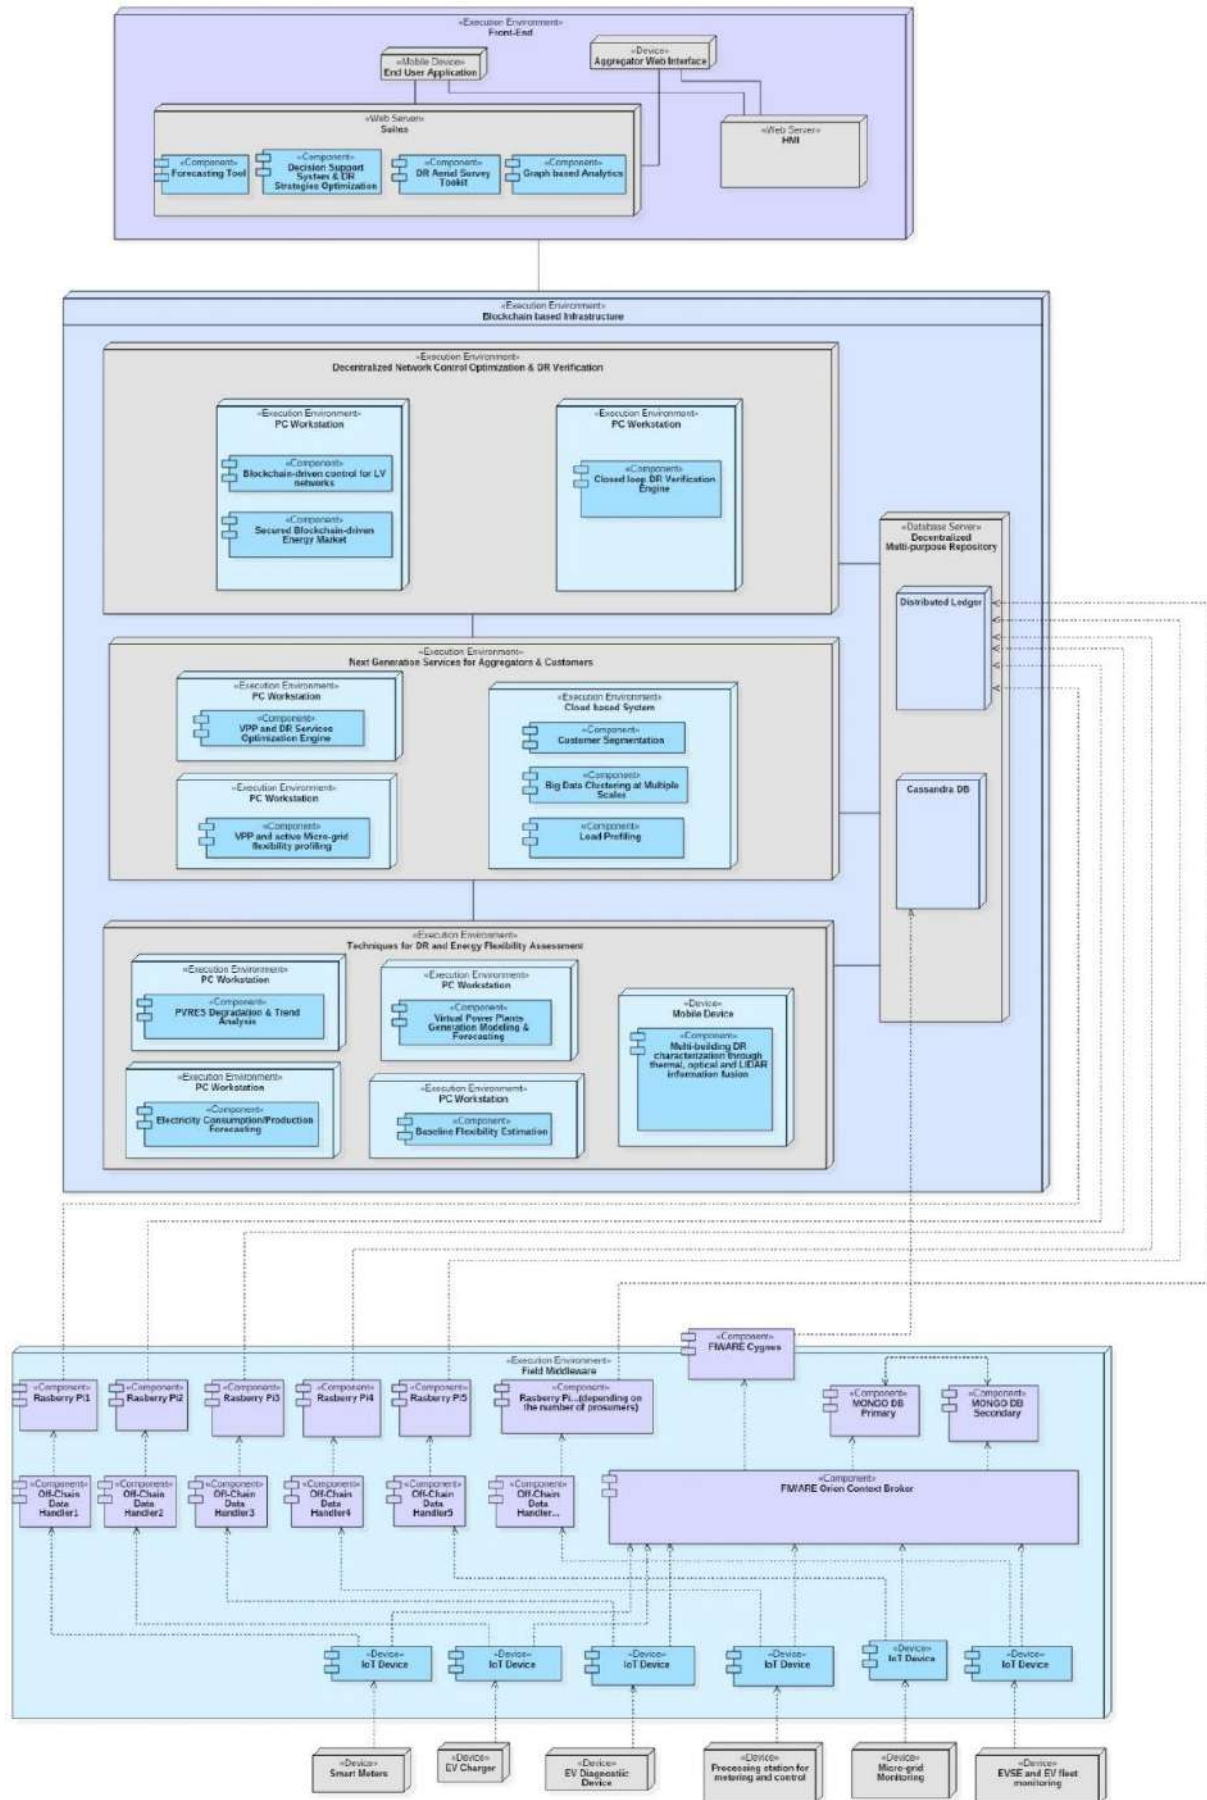 «Execution Environment»
Front-End
«Mobile Device»
End User Application
«Device»
Aggregator Web Interface
«Web Server»
Suites
«Component»
Forecasting Tool
«Component»
Decision Support
System & DR
Strategies Optimization
«Component»
DR Aerial Survey
Toolkit
«Component»
Graph based Analytics
«Web Server»
HMI
«Execution Environment»
Blockchain based Infrastructure
«Execution Environment»
Decentralized Network Control Optimization & DR Verification
«Execution Environment»
PC Workstation
«Component»
Blockchain-driven control for LV
networks
«Component»
Secured Blockchain-driven
Energy Market
«Execution Environment»
PC Workstation
«Component»
Closed loop DR Verification
Engine
«Database Server»
Decentralized
Multi-purpose Repository
Distributed Ledger
Cassandra DB
«Execution Environment»
Next Generation Services for Aggregators & Customers
«Execution Environment»
PC Workstation
«Component»
VPP and DR Services
Optimization Engine
«Execution Environment»
PC Workstation
«Component»
VPP and active Micro-grid
flexibility profiling
«Execution Environment»
Cloud based System
«Component»
Customer Segmentation
«Component»
Big Data Clustering at Multiple
Scales
«Component»
Load Profiling
«Execution Environment»
Techniques for DR and Energy Flexibility Assessment
«Execution Environment»
PC Workstation
«Component»
PVRES Degradation & Trend
Analysis
«Execution Environment»
PC Workstation
«Component»
Virtual Power Plants
Generation Modeling &
Forecasting
«Device»
Mobile Device
«Component»
Multi-building DR
characterization through
thermal, optical and LIDAR
information fusion
«Execution Environment»
PC Workstation
«Component»
Electricity Consumption/Production
Forecasting
«Execution Environment»
PC Workstation
«Component»
Baseline Flexibility Estimation
«Execution Environment»
Field Middleware
«Component»
FIWARE Cygnus
«Component»
Rasberry Pi1
«Component»
Rasberry Pi2
«Component»
Rasberry Pi3
«Component»
Rasberry Pi4
«Component»
Rasberry Pi5
«Component»
Rasberry Pi...(depending on
the number of prosumers)
«Component»
MONGO DB
Primary
«Component»
MONGO DB
Secondary
«Component»
Off-Chain
Data
Handler1
«Component»
Off-Chain
Data
Handler2
«Component»
Off-Chain
Data
Handler3
«Component»
Off-Chain
Data
Handler4
«Component»
Off-Chain
Data
Handler5
«Component»
Off-Chain
Data
Handler...
«Component»
FIWARE Orion Context Broker
«Device»
IoT Device
«Device»
IoT Device
«Device»
IoT Device
«Device»
IoT Device
«Device»
IoT Device
«Device»
IoT Device
«Device»
Smart Meters
«Device»
EV Charger
«Device»
EV Diagnostic
Device
«Device»
Processing station for
metering and control
«Device»
Micro-grid
Monitoring
«Device»
EVSE and EV fleet
monitoring